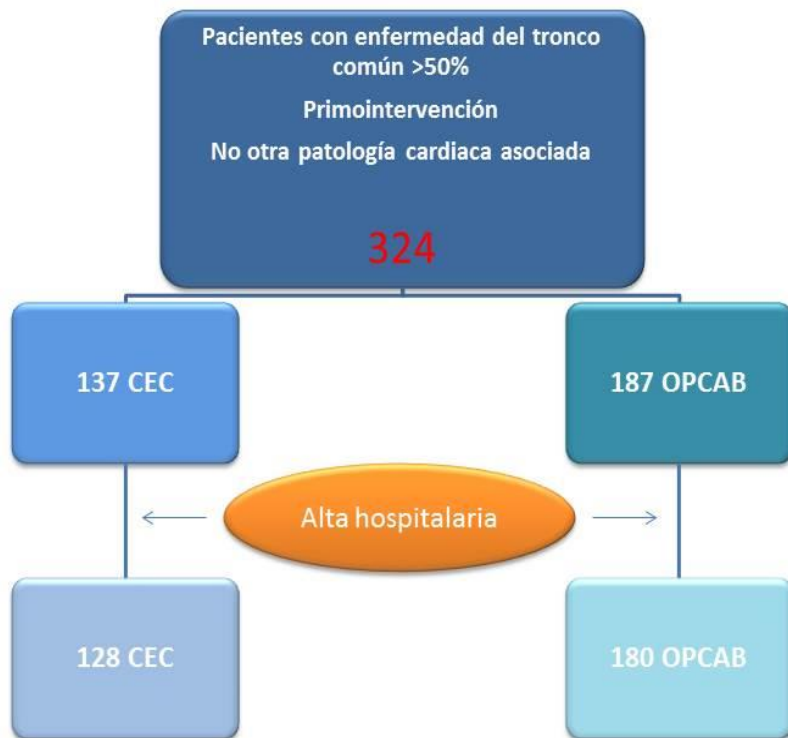 Pacientes con enfermedad del tronco
común >50%
Primointervención
No otra patología cardiaca asociada
324
137 CEC
187 OPCAB
Alta hospitalaria
128 CEC
180 OPCAB